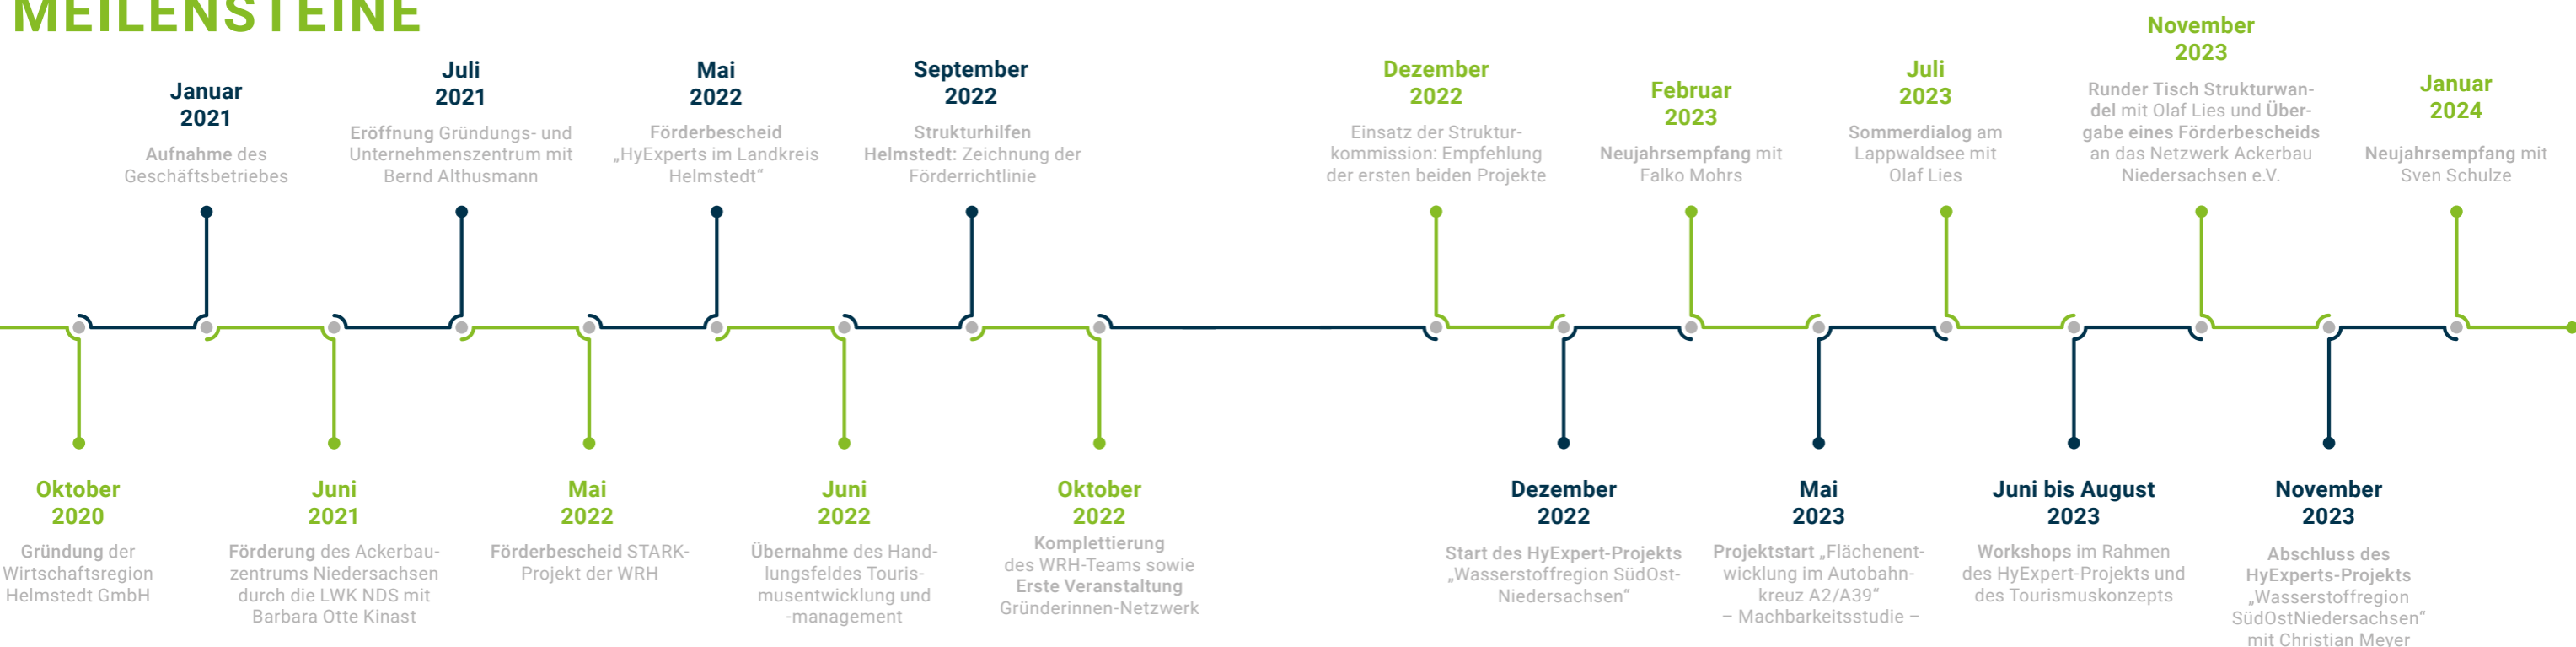 MEILENSTEINE
Oktober
2020
Gründung der
Wirtschaftsregion
Helmstedt GmbH
Januar
2021
Aufnahme des
Geschäftsbetriebes
Juni
2021
Förderung des Ackerbau-
zentrums Niedersachsen
durch die LWK NDS mit
Barbara Otte Kinast
Juli
2021
Eröffnung Gründungs- und
Unternehmenszentrum mit
Bernd Althusmann
Mai
2022
Förderbescheid STARK-
Projekt der WRH
Mai
2022
Förderbescheid
„HyExperts im Landkreis
Helmstedt“
Juni
2022
Übernahme des Hand-
lungsfeldes Touris-
musentwicklung und
-management
September
2022
Strukturhilfen
Helmstedt: Zeichnung der
Förderrichtlinie
Oktober
2022
Komplettierung
des WRH-Teams sowie
Erste Veranstaltung
Gründerinnen-Netzwerk
Dezember
2022
Einsatz der Struktur-
kommission: Empfehlung
der ersten beiden Projekte
Dezember
2022
Start des HyExpert-Projekts
„Wasserstoffregion SüdOst-
Niedersachsen“
Februar
2023
Neujahrsempfang mit
Falko Mohrs
Mai
2023
Projektstart „Flächenent-
wicklung im Autobahn-
kreuz A2/A39“
– Machbarkeitsstudie –
Juli
2023
Sommerdialog am
Lappwaldsee mit
Olaf Lies
Juni bis August
2023
Workshops im Rahmen
des HyExpert-Projekts und
des Tourismuskonzepts
November
2023
Runder Tisch Strukturwan-
del mit Olaf Lies und Über-
gabe eines Förderbescheids
an das Netzwerk Ackerbau
Niedersachsen e.V.
November
2023
Abschluss des
HyExperts-Projekts
„Wasserstoffregion
SüdOstNiedersachsen“
mit Christian Meyer
Januar
2024
Neujahrsempfang mit
Sven Schulze